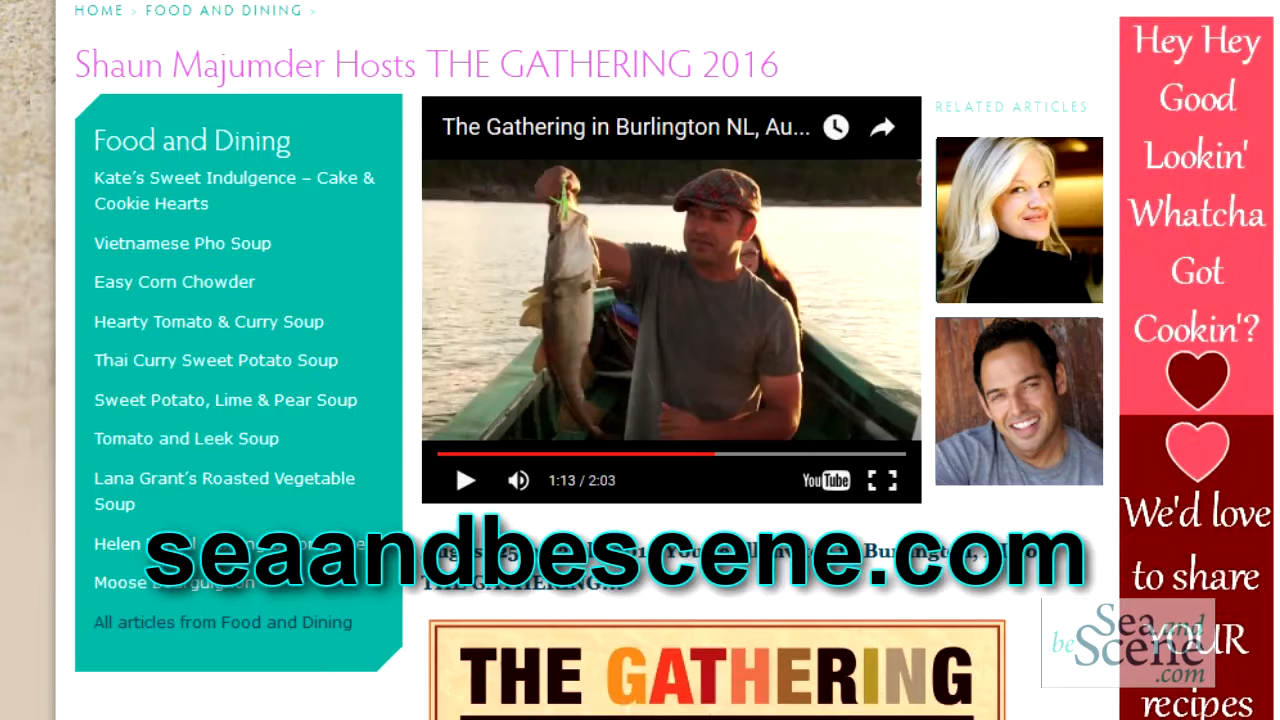 HOME > FOOD AND DINING >
Shaun Majumder Hosts THE GATHERING 2016
Food and Dining
Kate's Sweet Indulgence – Cake &
Cookie Hearts
Vietnamese Pho Soup
Easy Corn Chowder
Hearty Tomato & Curry Soup
Thai Curry Sweet Potato Soup
Sweet Potato, Lime & Pear Soup
Tomato and Leek Soup
Lana Grant's Roasted Vegetable
Soup
Helen
Moose
All articles from Food and Dining
The Gathering in Burlington NL, Au...
1:13 / 2:03
YouTube
RELATED ARTICLES
seaandbescene.com
Burlington,
THE GATHERING...
THE GATHERING
Hey Hey
Good
Lookin'
Whatcha
Got
Cookin'?
We'd love
to share
YOUR
recipes
Sea and
be Scene
.com